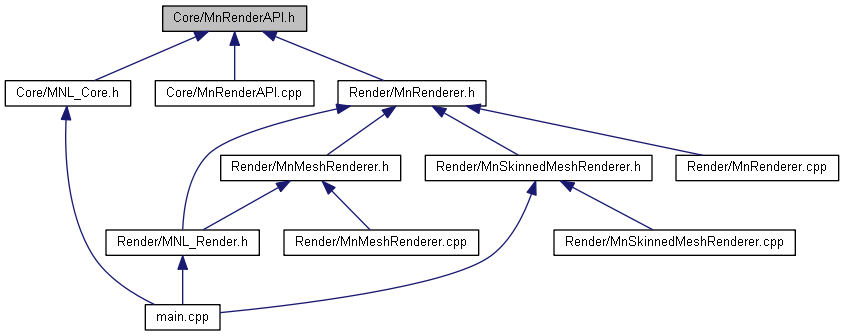 Core/MnRenderAPI.h
Core/MNL_Core.h
Core/MnRenderAPI.cpp
Render/MnRenderer.h
Render/MnMeshRenderer.h
Render/MnSkinnedMeshRenderer.h
Render/MnRenderer.cpp
Render/MNL_Render.h
Render/MnMeshRenderer.cpp
Render/MnSkinnedMeshRenderer.cpp
main.cpp